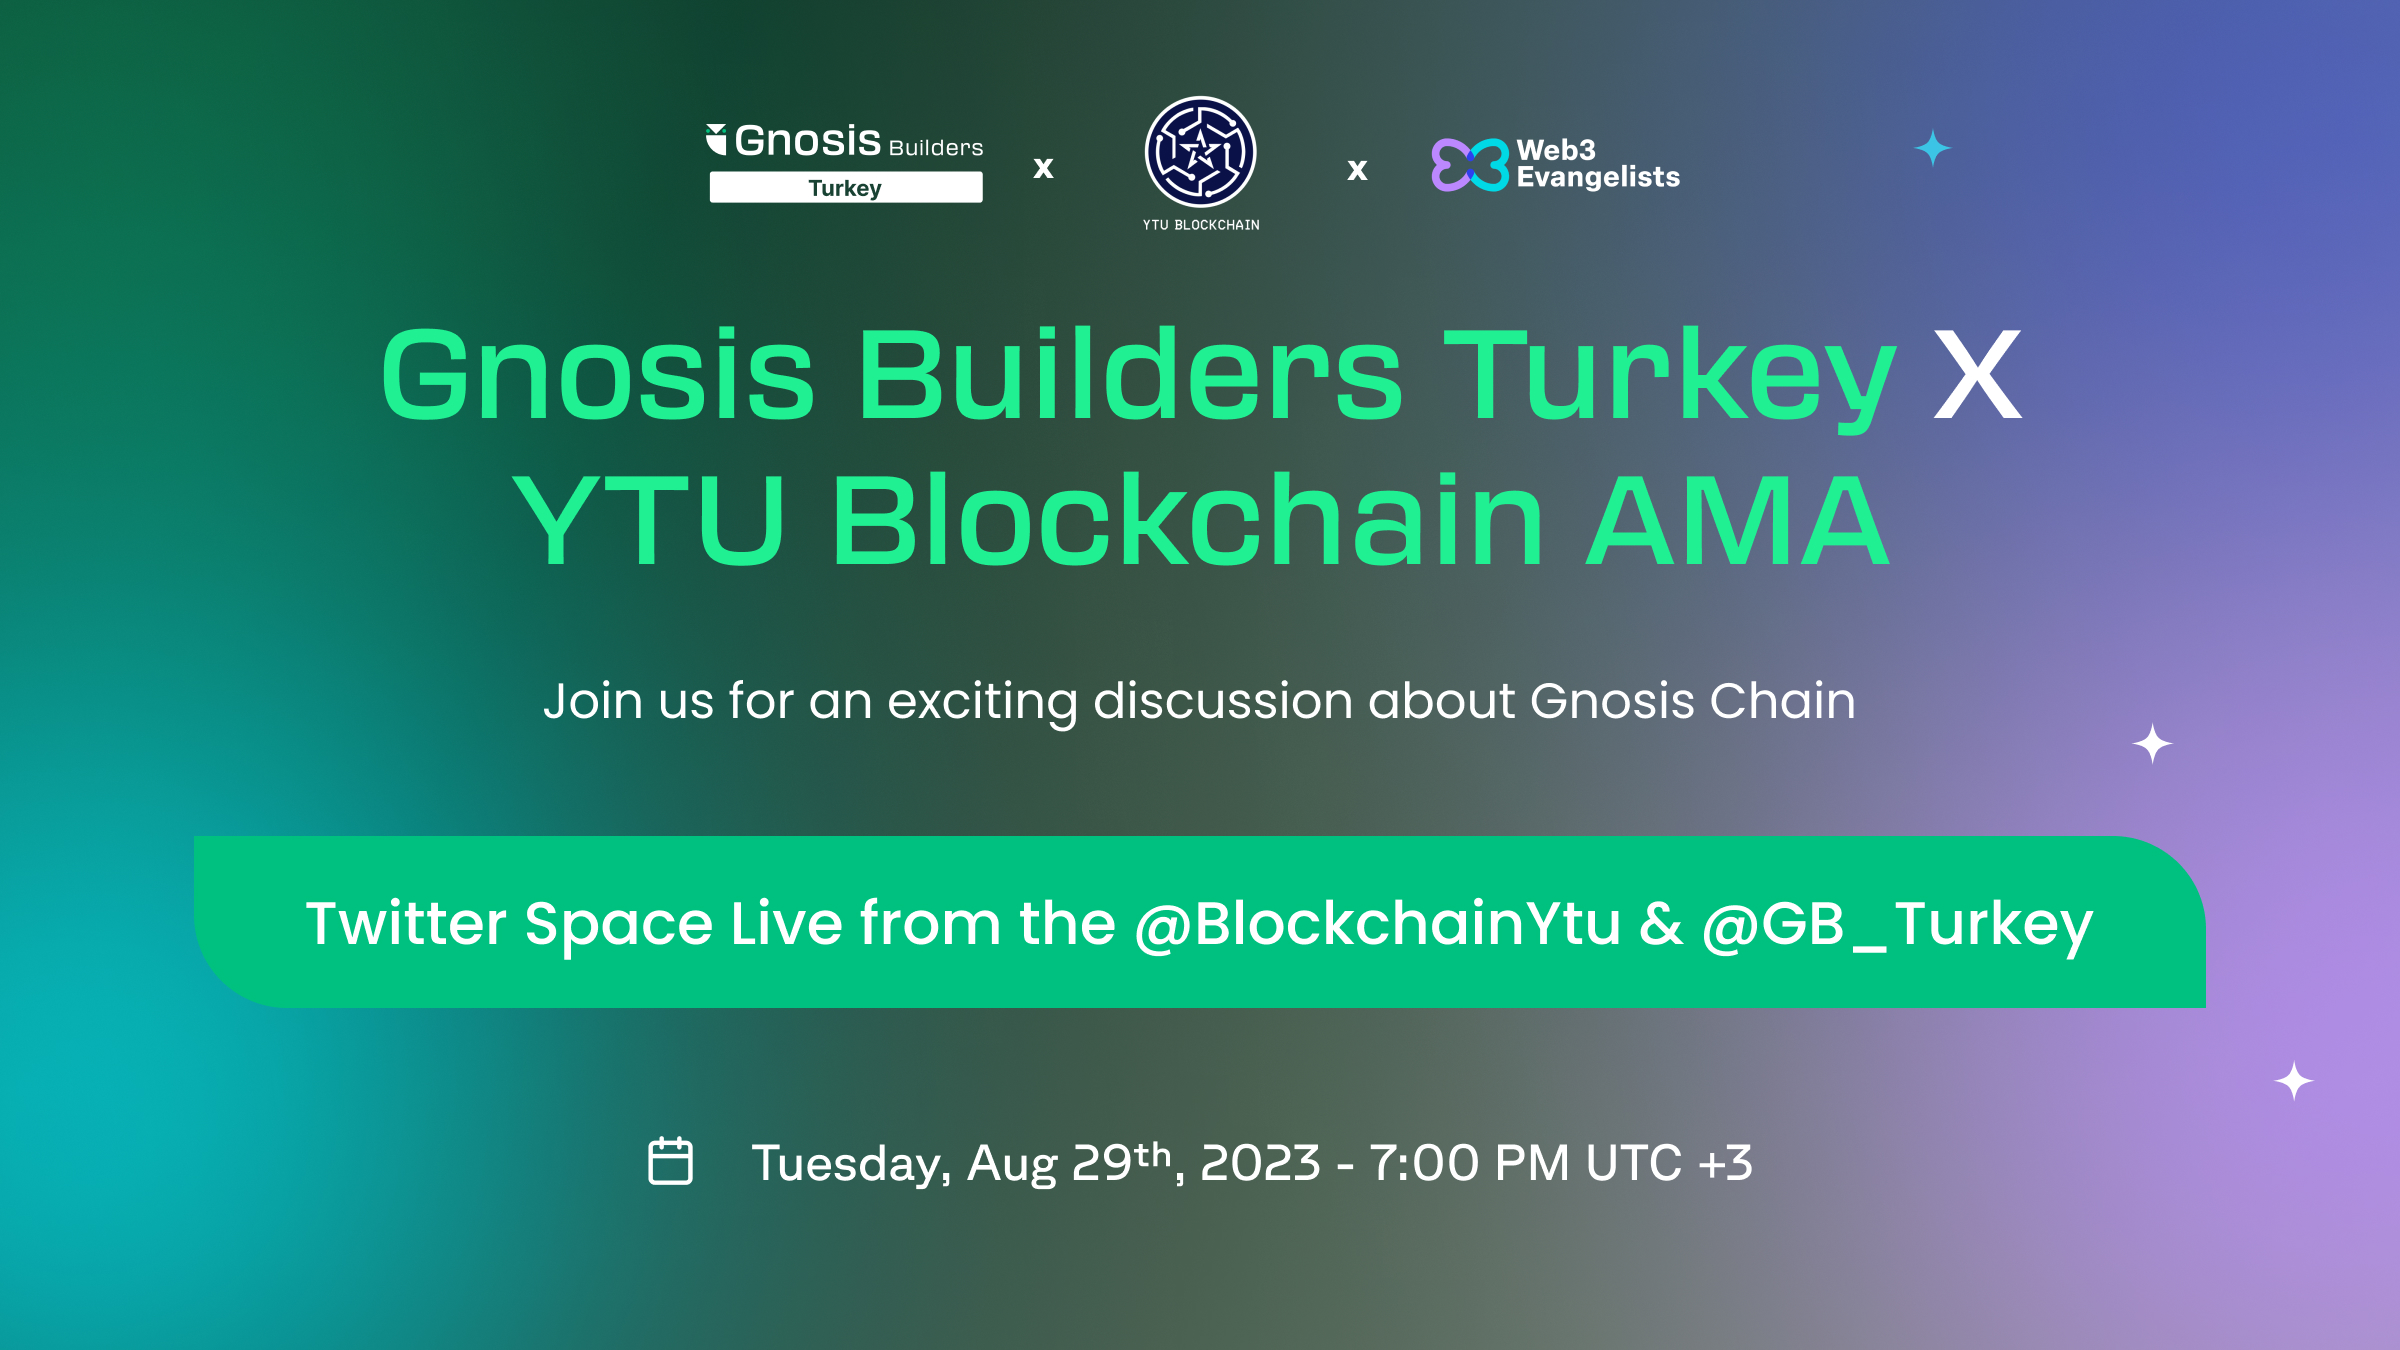 Gnosis Builders
Turkey
x
YTU BLOCKCHAIN
x
Web3
Evangelists
Gnosis Builders Turkey X
YTU Blockchain AMA
Join us for an exciting discussion about Gnosis Chain
Twitter Space Live from the @BlockchainYtu & @GB_Turkey
Tuesday, Aug 29th, 2023 - 7:00 PM UTC +3